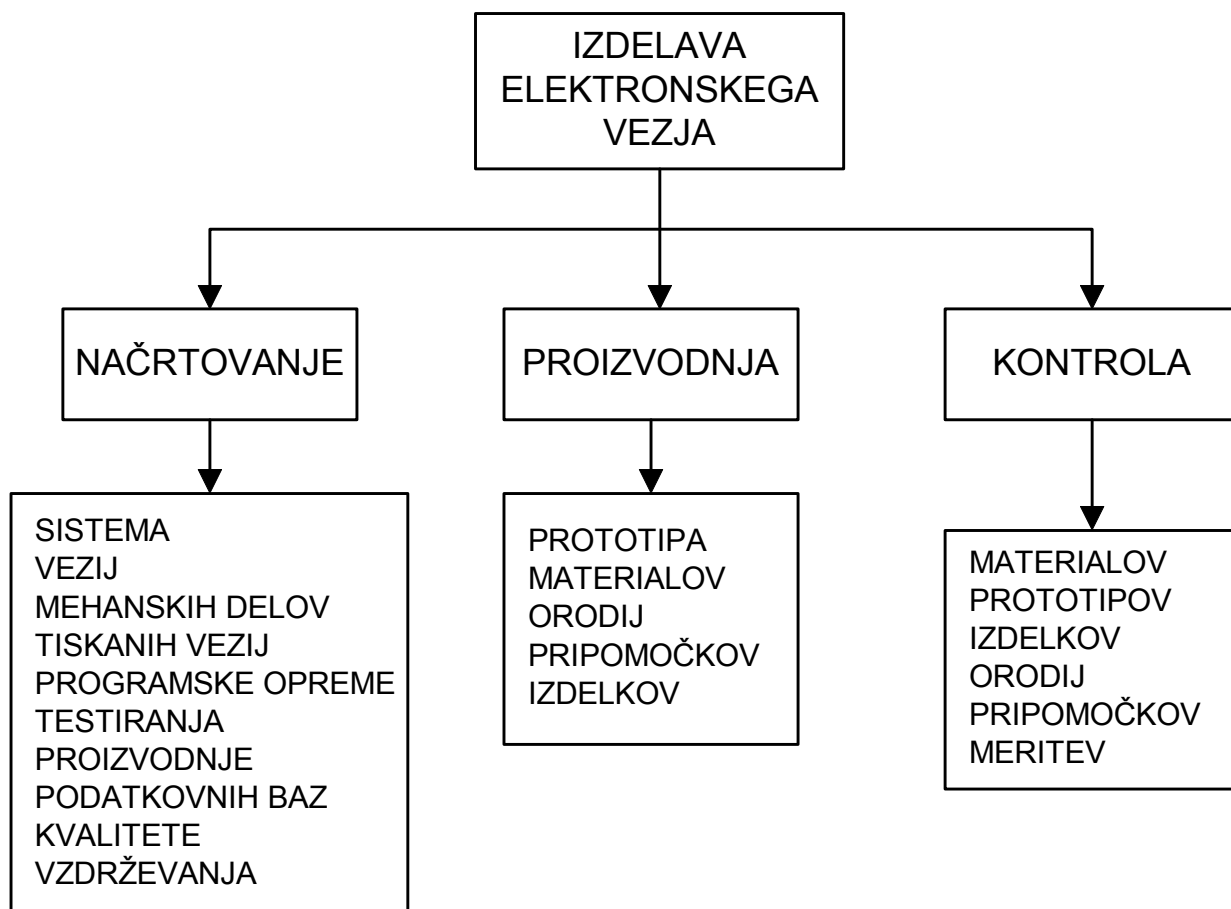 IZDELAVA
ELEKTRONSKEGA
VEZJA
NAČRTOVANJE
PROIZVODNJA
KONTROLA
SISTEMA
VEZIJ
MEHANSKIH DELOV
TISKANIH VEZIJ
PROGRAMSKE OPREME
TESTIRANJA
PROIZVODNJE
PODATKOVNIH BAZ
KVALITETE
VZDRŽEVANJA
PROTOTIPA
MATERIALOV
ORODIJ
PRIPOMOČKOV
IZDELKOV
MATERIALOV
PROTOTIPOV
IZDELKOV
ORODIJ
PRIPOMOČKOV
MERITEV